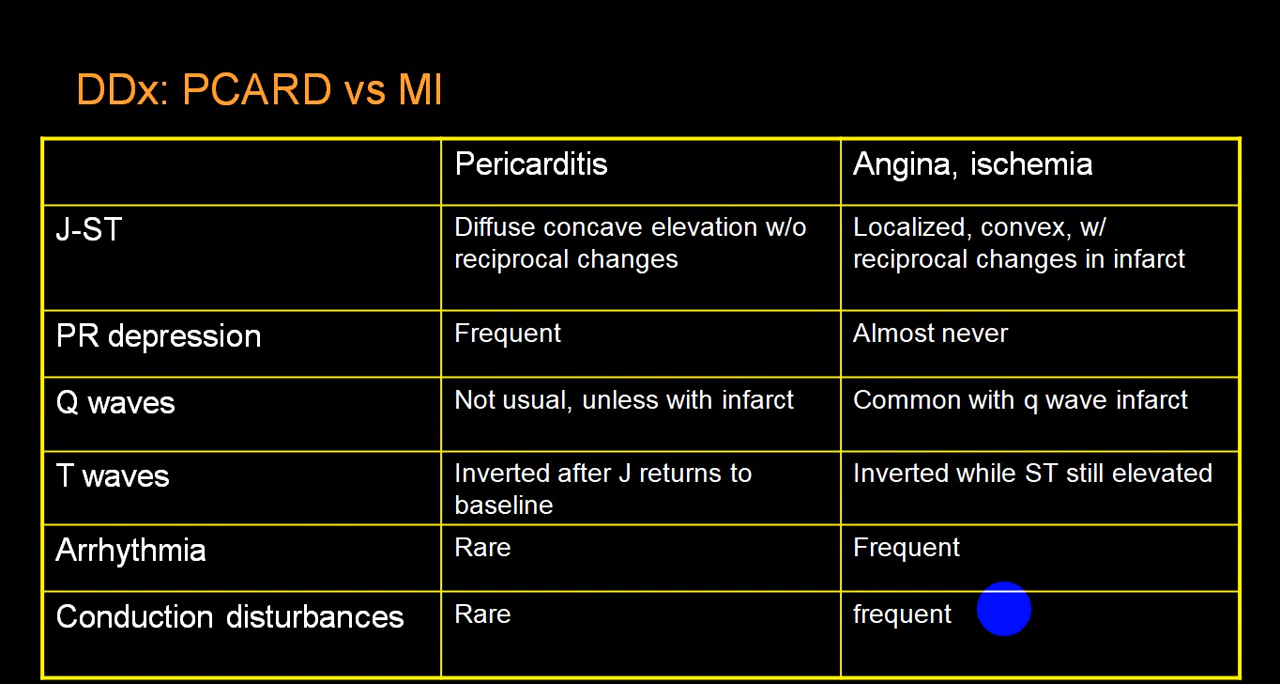 DDx: PCARD vs MI
Pericarditis
Angina, ischemia
J-ST
Diffuse concave elevation w/o
reciprocal changes
Localized, convex, w/
reciprocal changes in infarct
PR depression
Frequent
Almost never
Q waves
Not usual, unless with infarct
Common with q wave infarct
T waves
Inverted after J returns to
baseline
Inverted while ST still elevated
Arrhythmia
Rare
Frequent
Conduction disturbances
Rare
frequent